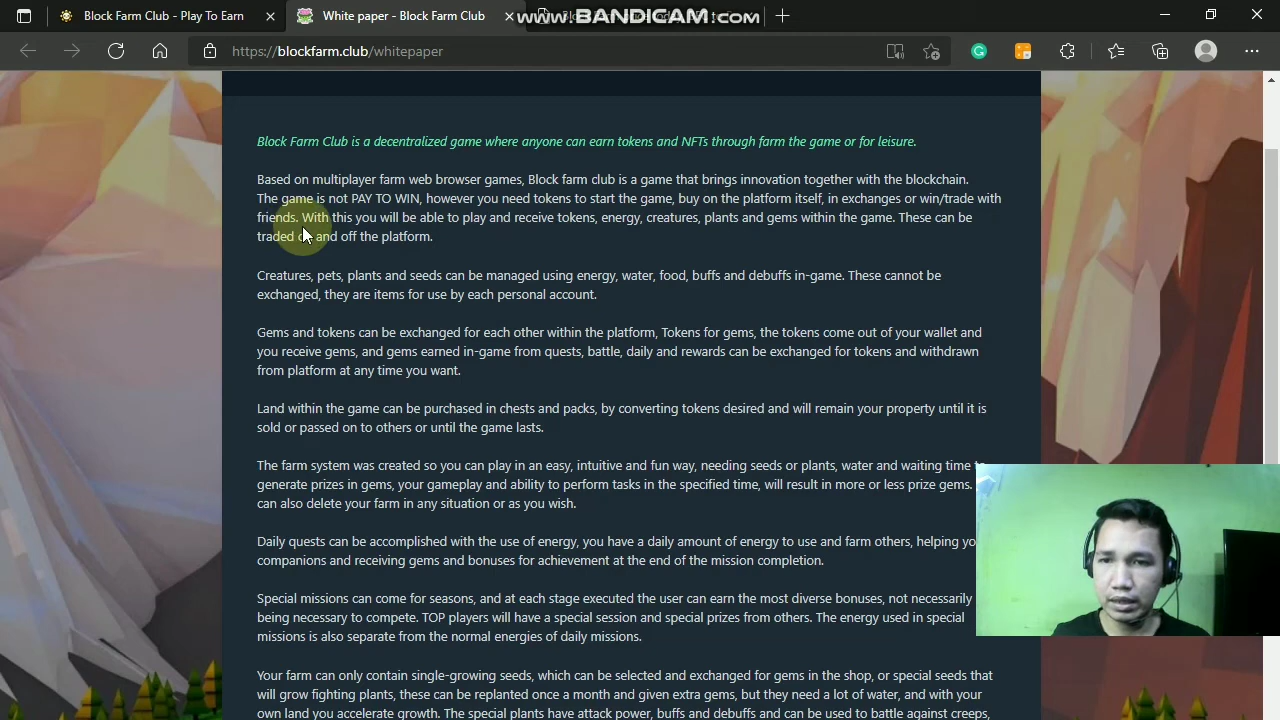 Block Farm Club - Play To Earn
White paper - Block Farm Club
www.BANDICAM.com
https://blockfarm.club/whitepaper
Block Farm Club is a decentralized game where anyone can earn tokens and NFTs through farm the game or for leisure.
Based on multiplayer farm web browser games, Block farm club is a game that brings innovation together with the blockchain.
The game is not PAY TO WIN, however you need tokens to start the game, buy on the platform itself, in exchanges or win/trade with
friends. With this you will be able to play and receive tokens, energy, creatures, plants and gems within the game. These can be
traded on and off the platform.
Creatures, pets, plants and seeds can be managed using energy, water, food, buffs and debuffs in-game. These cannot be
exchanged, they are items for use by each personal account.
Gems and tokens can be exchanged for each other within the platform, Tokens for gems, the tokens come out of your wallet and
you receive gems, and gems earned in-game from quests, battle, daily and rewards can be exchanged for tokens and withdrawn
from platform at any time you want.
Land within the game can be purchased in chests and packs, by converting tokens desired and will remain your property until it is
sold or passed on to others or until the game lasts.
The farm system was created so you can play in an easy, intuitive and fun way, needing seeds or plants, water and waiting time
generate prizes in gems, your gameplay and ability to perform tasks in the specified time, will result in more or less prize gems.
can also delete your farm in any situation or as you wish.
Daily quests can be accomplished with the use of energy, you have a daily amount of energy to use and farm others, helping
companions and receiving gems and bonuses for achievement at the end of the mission completion.
Special missions can come for seasons, and at each stage executed the user can earn the most diverse bonuses, not necessarily
being necessary to compete. TOP players will have a special session and special prizes from others. The energy used in special
missions is also separate from the normal energies of daily missions.
Your farm can only contain single-growing seeds, which can be selected and exchanged for gems in the shop, or special seeds that
will grow fighting plants, these can be replanted once a month and given extra gems, but they need a lot of water, and with your
own land you accelerate growth. The special plants have attack power, buffs and debuffs and can be used to battle against creeps,